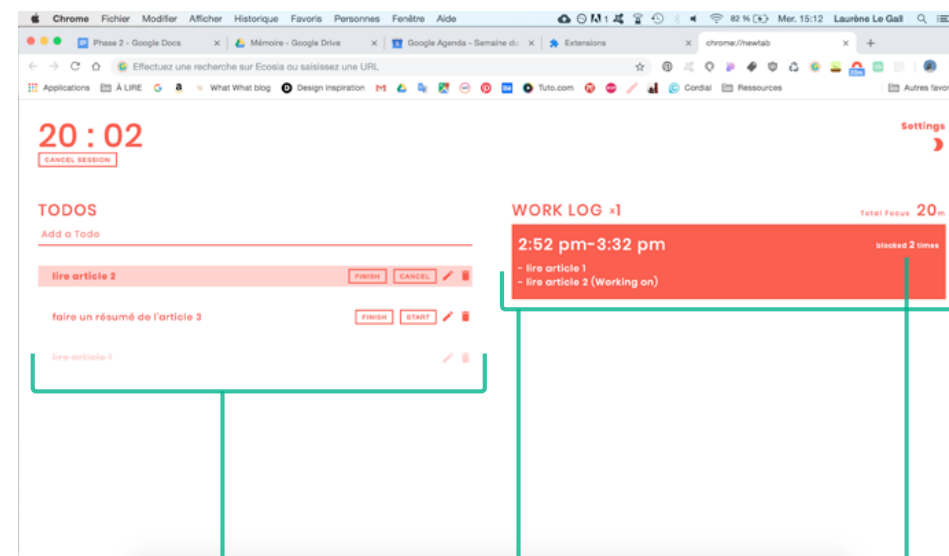 Chrome Fichier Modifier Afficher Historique Favoris Personnes Fenêtre Aide 82 % Mer. 15:12 Laurène Le Gall
Phase 2 - Google Docs Mémoire - Google Drive Google Agenda - Semaine du Extensions chrome://newtab
Effectuez une recherche sur Ecosia ou saisissez une URL
Applications À LIRE What What blog Design inspiration Tuto.com Cordial Ressources Autres favor
20 : 02
CANCEL SESSION
Settings
TODOS
Add a Todo
lire article 2 FINISH CANCEL
faire un résumé de l'article 3 FINISH START
lire article 1
WORK LOG x1 Total Focus 20m
2:52 pm-3:32 pm blocked 2 times
- lire article 1
- lire article 2 (Working on)